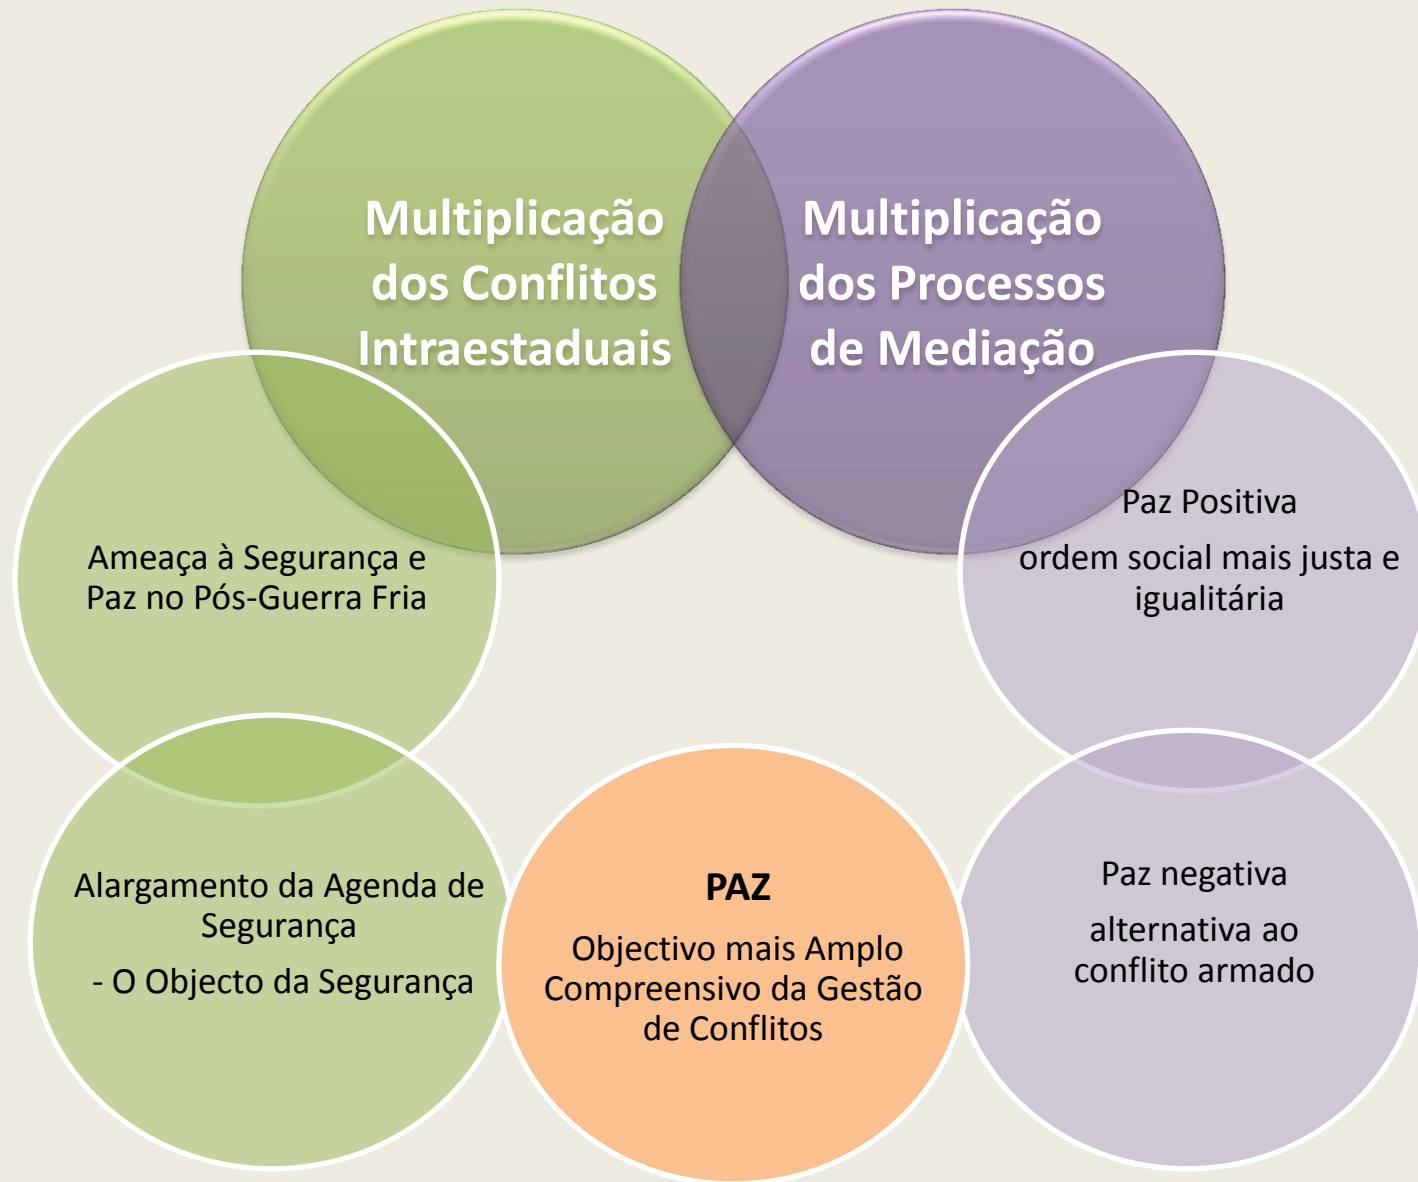 Multiplicação
dos Conflitos
Intraestaduais
Multiplicação
dos Processos
de Mediação
Ameaça à Segurança e
Paz no Pós-Guerra Fria
Paz Positiva
ordem social mais justa e
igualitária
Alargamento da Agenda de
Segurança
- O Objecto da Segurança
PAZ
Objectivo mais Amplo
Compreensivo da Gestão
de Conflitos
Paz negativa
alternativa ao
conflito armado